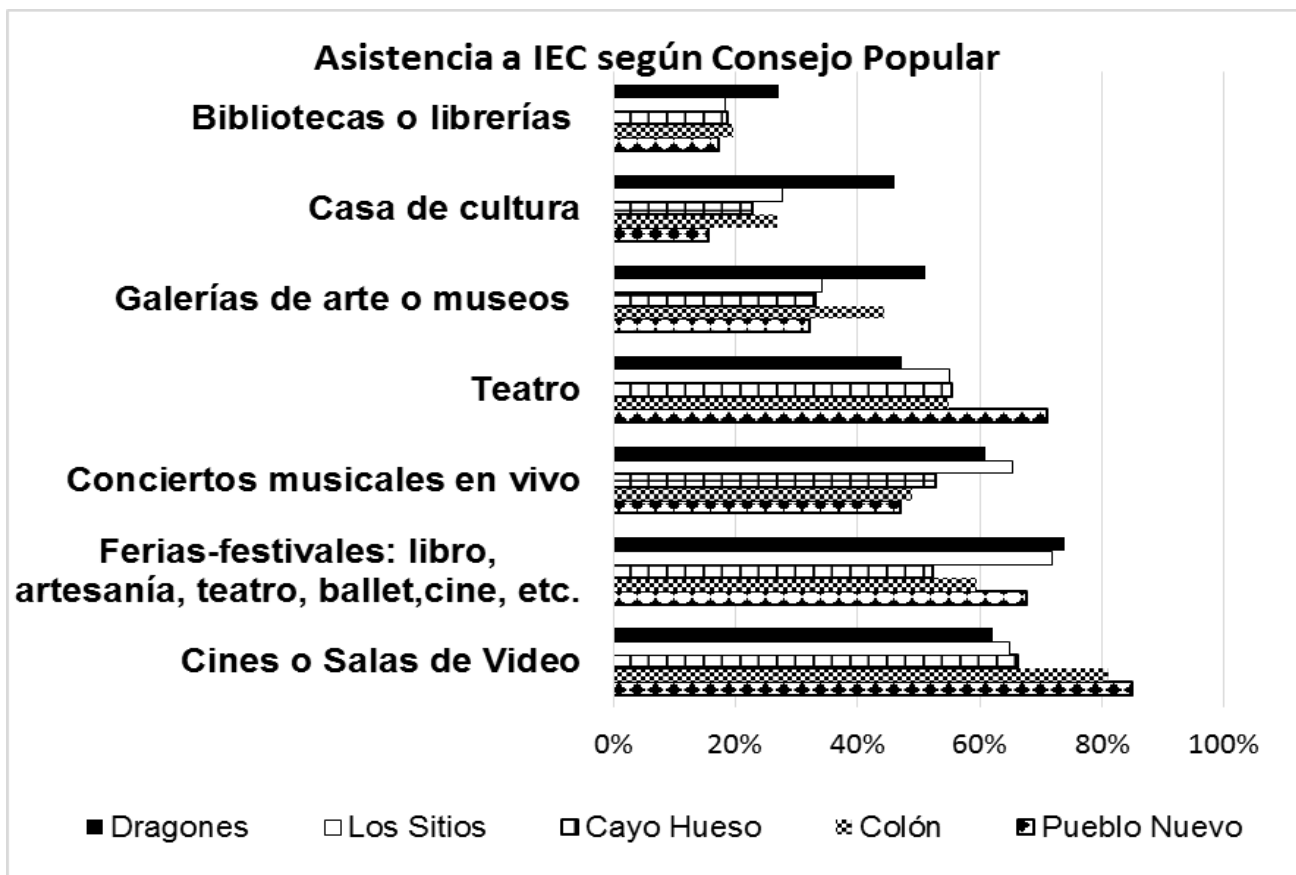 Asistencia a IEC según Consejo Popular
Bibliotecas o librerías
Casa de cultura
Galerías de arte o museos
Teatro
Conciertos musicales en vivo
Ferias-festivales: libro,
artesanía, teatro, ballet,cine, etc.
Cines o Salas de Video
0% 20% 40% 60% 80% 100%
Dragones Los Sitios Cayo Hueso Colón Pueblo Nuevo